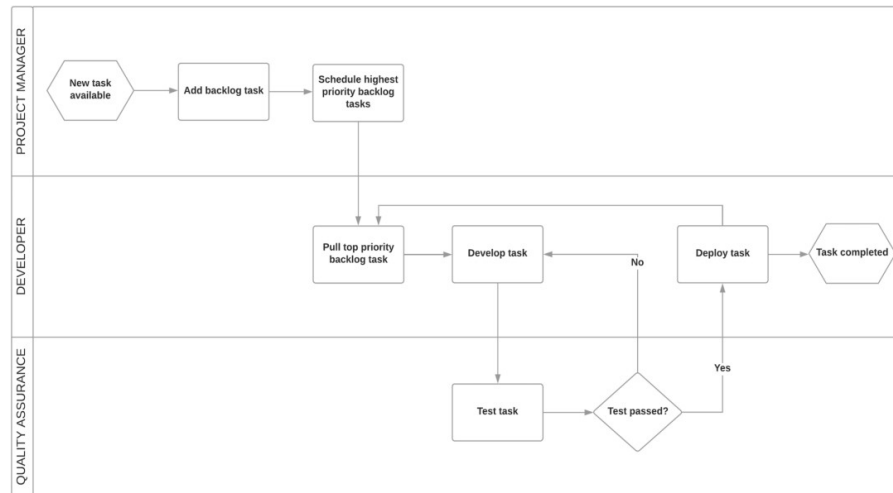 PROJECT MANAGER
New task
available
Add backlog task
Schedule highest
priority backlog
tasks
DEVELOPER
Pull top priority
backlog task
Develop task
No
Deploy task
Task completed
QUALITY ASSURANCE
Test task
Test passed?
Yes